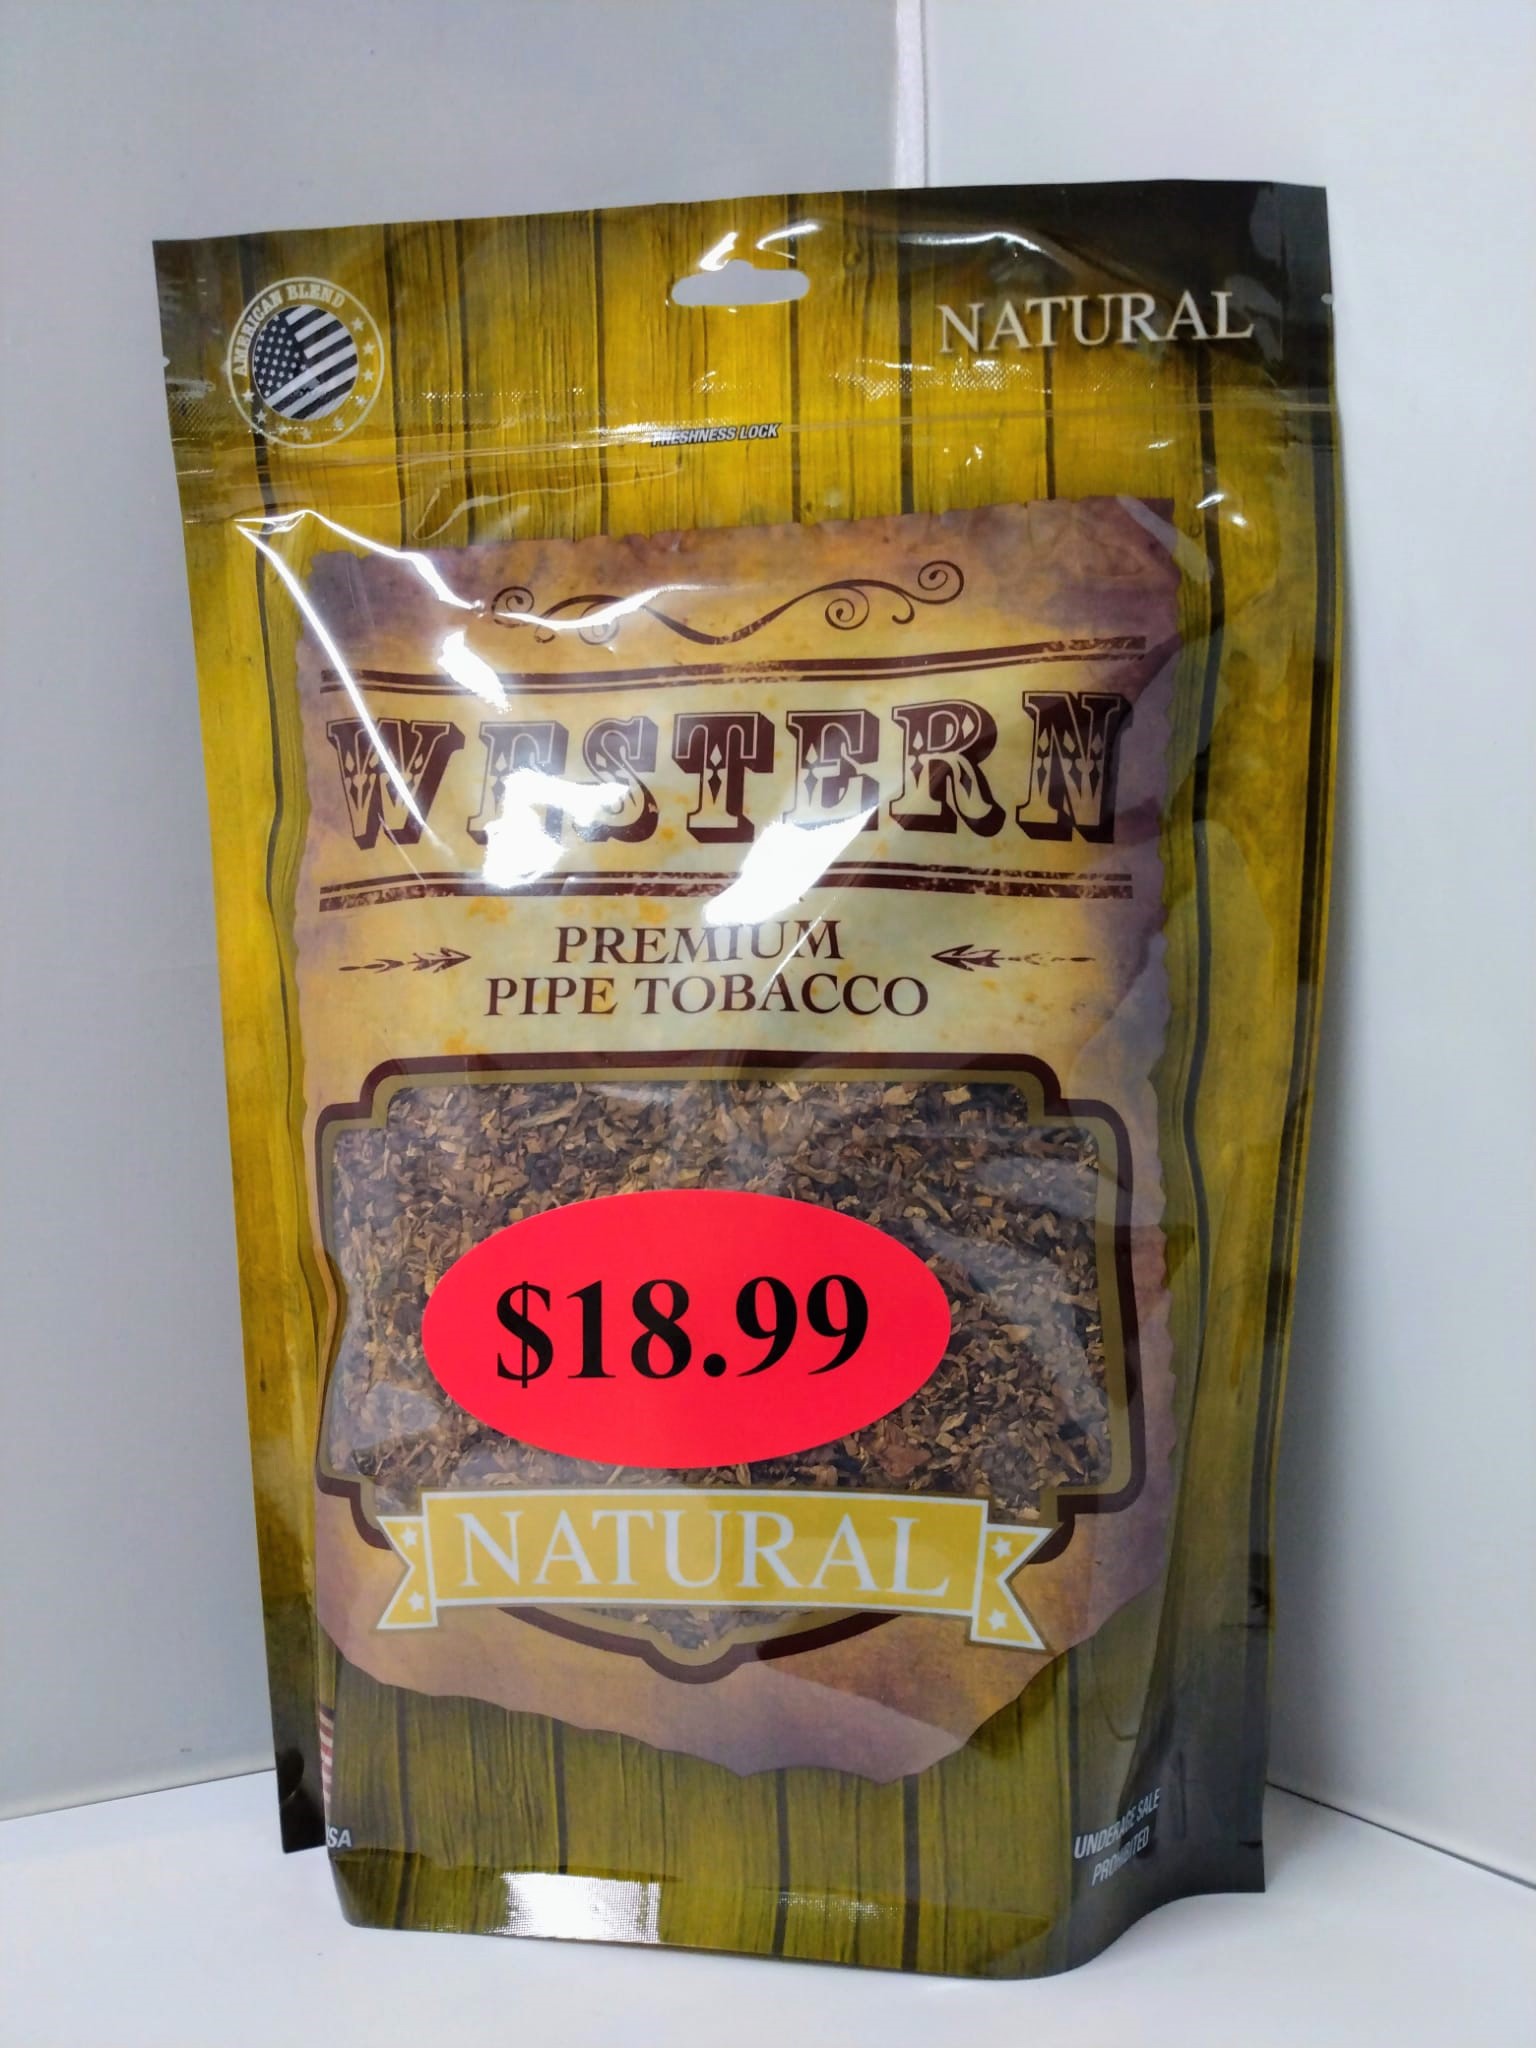 AMERICAN BLEND
NATURAL
FRESHNESS LOCK
WESTERN
PREMIUM
PIPE TOBACCO
$18.99
NATURAL
UNDERAGE SALE
PROHIBITED